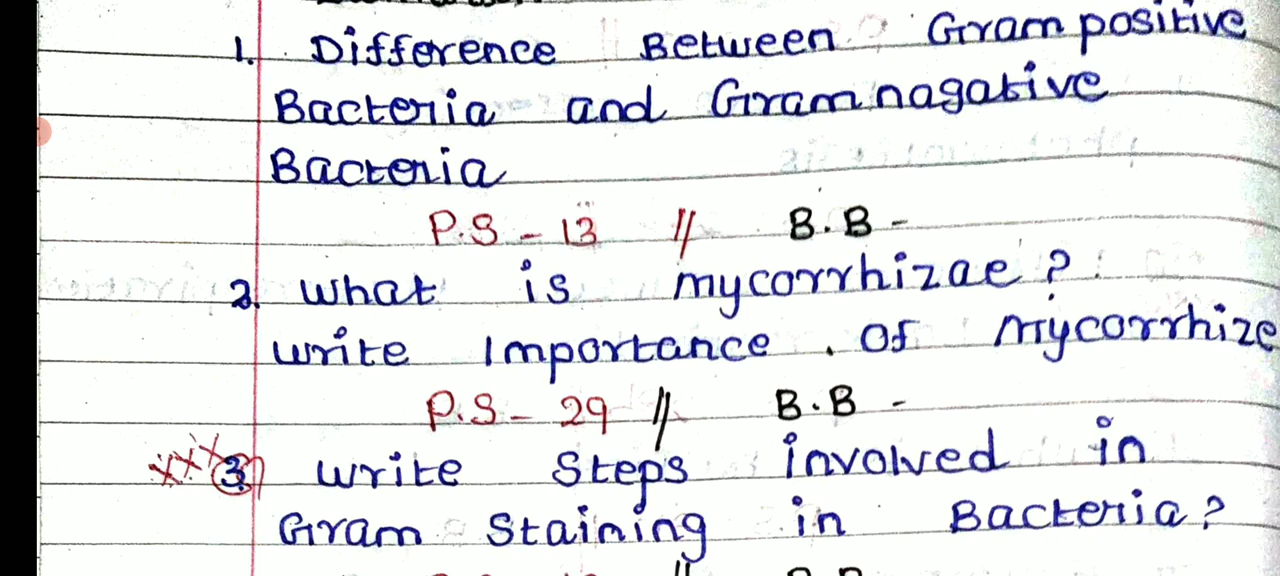 1. Difference Between Gram positive
Bacteria and Gram nagative
Bacteria
P.S - 13 // B.B -
2. What is mycorrhizae ?
write Importance . Of Mycorrhize
P.S - 29 // B.B -
xxx 3) write Steps involved in
Gram Staining in Bacteria ?